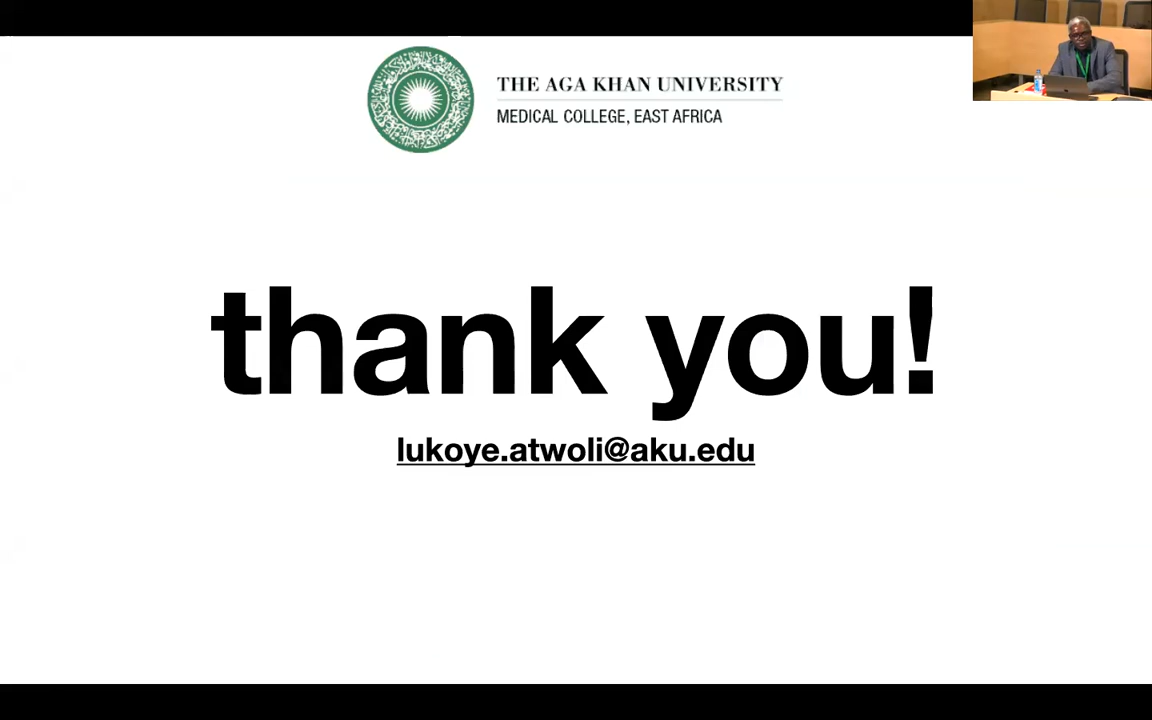 THE AGA KHAN UNIVERSITY
MEDICAL COLLEGE, EAST AFRICA
thank you!
lukoye.atwoli@aku.edu